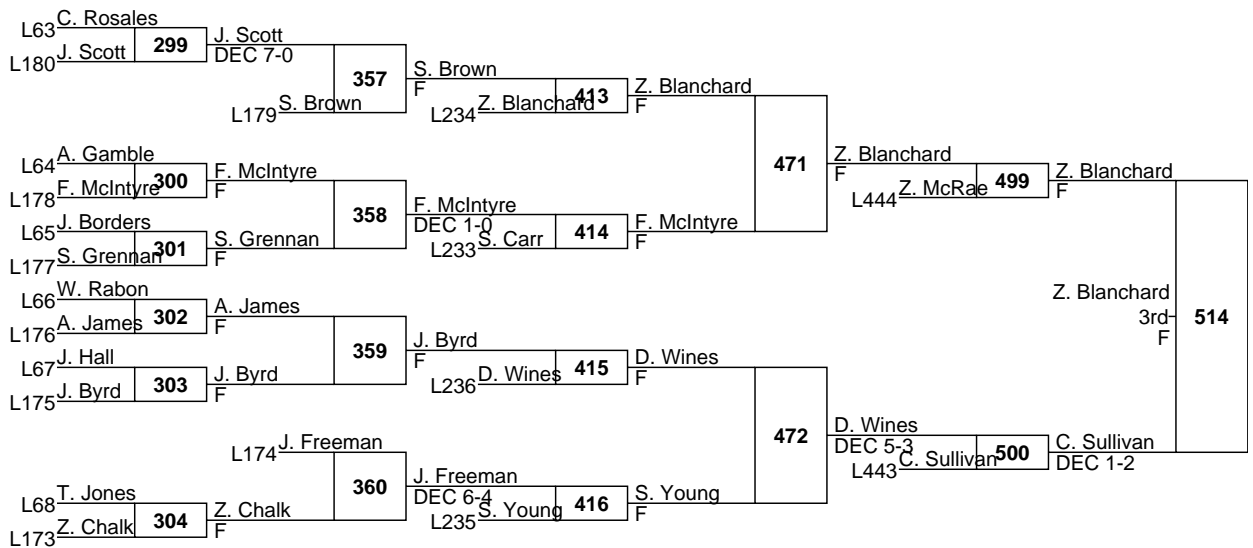 L63 C. Rosales
L180 J. Scott
299
J. Scott
DEC 7-0
L179 S. Brown
357
S. Brown
F
L234 Z. Blanchard
413
Z. Blanchard
F
L64 A. Gamble
L178 F. McIntyre
300
F. McIntyre
F
L65 J. Borders
L177 S. Grennan
301
S. Grennan
F
358
F. McIntyre
DEC 1-0
L233 S. Carr
414
F. McIntyre
F
471
Z. Blanchard
F
L444 Z. McRae
499
Z. Blanchard
F
L66 W. Rabon
L176 A. James
302
A. James
F
L67 J. Hall
L175 J. Byrd
303
J. Byrd
F
359
J. Byrd
F
L236 D. Wines
415
D. Wines
F
L174 J. Freeman
L68 T. Jones
L173 Z. Chalk
304
Z. Chalk
F
360
J. Freeman
DEC 6-4
L235 S. Young
416
S. Young
F
472
D. Wines
DEC 5-3
L443 C. Sullivan
500
C. Sullivan
DEC 1-2
514
Z. Blanchard
3rd
F